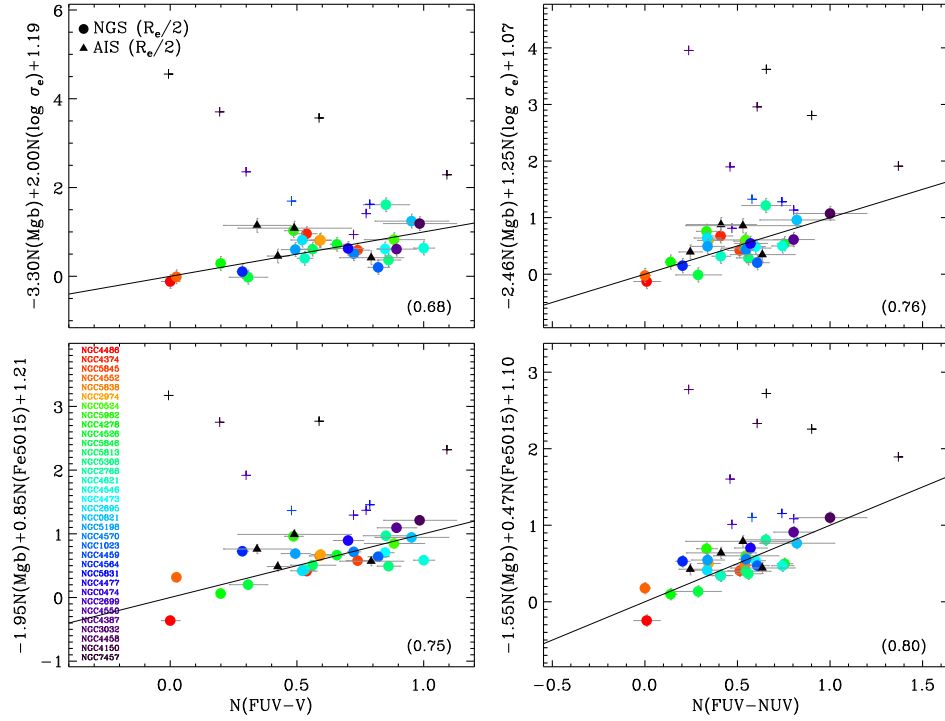 NGS (Re/2)
AIS (Re/2)
−3.30N(Mgb)+2.00N(log σe)+1.19
6
4
2
0
(0.68)
−2.46N(Mgb)+1.25N(log σe)+1.07
4
3
2
1
0
(0.76)
−1.95N(Mgb)+0.85N(Fe5015)+1.21
3
2
1
0
−1
NGC4486
NGC4374
NGC5845
NGC4552
NGC5838
NGC2974
NGC0524
NGC5982
NGC4278
NGC4526
NGC5846
NGC5813
NGC5308
NGC2768
NGC4621
NGC4546
NGC4473
NGC2695
NGC0821
NGC5198
NGC4570
NGC1023
NGC4459
NGC4564
NGC5831
NGC4477
NGC0474
NGC2699
NGC4550
NGC4387
NGC3032
NGC4458
NGC4150
NGC7457
(0.75)
0.0 0.5 1.0
N(FUV−V)
−1.55N(Mgb)+0.47N(Fe5015)+1.10
3
2
1
0
(0.80)
−0.5 0.0 0.5 1.0 1.5
N(FUV−NUV)